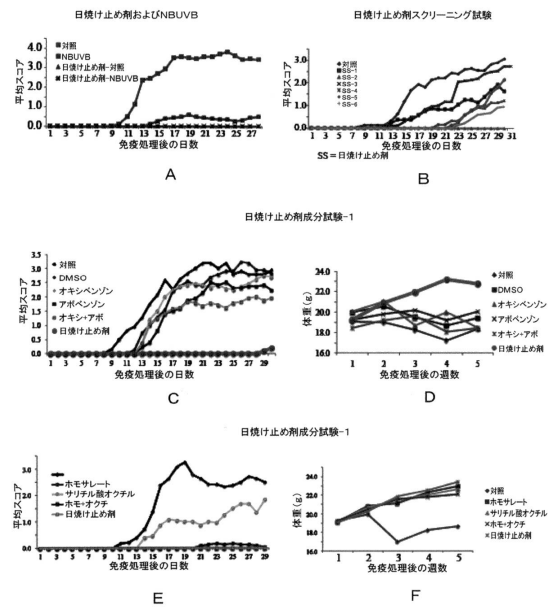 日焼け止め剤およびNBUVB
平均スコア
4.0
3.0
2.0
1.0
0.0
対照
NBUVB
日焼け止め剤-対照
日焼け止め剤-NBUVB
1 3 5 7 9 11 13 15 17 19 21 23 25 27
免疫処理後の日数
A
日焼け止め剤スクリーニング試験
平均スコア
4.0
3.0
2.0
1.0
0.0
対照
SS-1
SS-2
SS-3
SS-4
SS-5
SS-6
1 3 5 7 9 11 13 15 17 19 21 23 25 27 29 31
免疫処理後の日数
SS=日焼け止め剤
B
日焼け止め剤成分試験-1
平均スコア
3.5
3.0
2.5
2.0
1.5
1.0
0.5
0.0
対照
DMSO
オキシベンゾン
アボベンゾン
オキシ+アボ
日焼け止め剤
1 3 5 7 9 11 13 15 17 19 21 23 25 27 29
免疫処理後の日数
C
体重(g)
24.0
22.0
20.0
18.0
16.0
1 2 3 4 5
免疫処理後の週数
対照
DMSO
オキシベンゾン
アボベンゾン
オキシ+アボ
日焼け止め剤
D
日焼け止め剤成分試験-1
平均スコア
3.0
2.0
1.0
0.0
ホモサレート
サリチル酸オクチル
ホモ+オクチ
日焼け止め剤
1 3 5 7 9 11 13 15 17 19 21 23 25 27 29
免疫処理後の日数
E
体重(g)
24.0
22.0
20.0
18.0
16.0
1 2 3 4 5
免疫処理後の週数
対照
ホモサレート
サリチル酸オクチル
ホモ+オクチ
日焼け止め剤
F